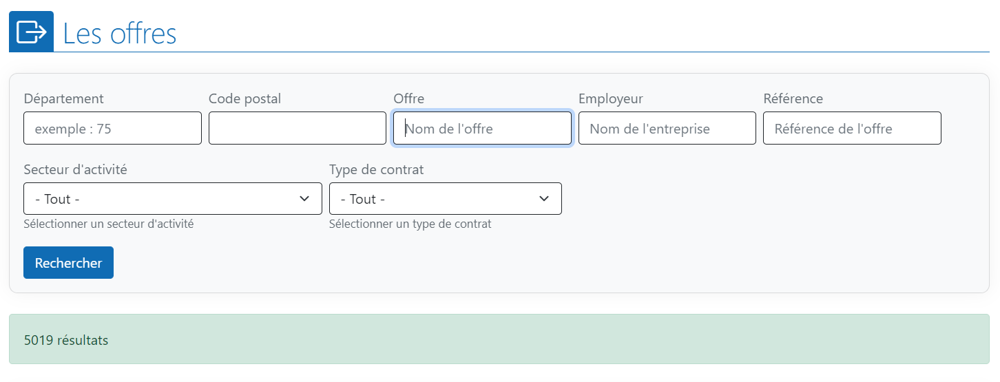 Les offres
Département Code postal Offre Employeur Référence
exemple : 75 Nom de l'offre Nom de l'entreprise Référence de l'offre
Secteur d'activité Type de contrat
- Tout - - Tout -
Sélectionner un secteur d'activité Sélectionner un type de contrat
Rechercher
5019 résultats